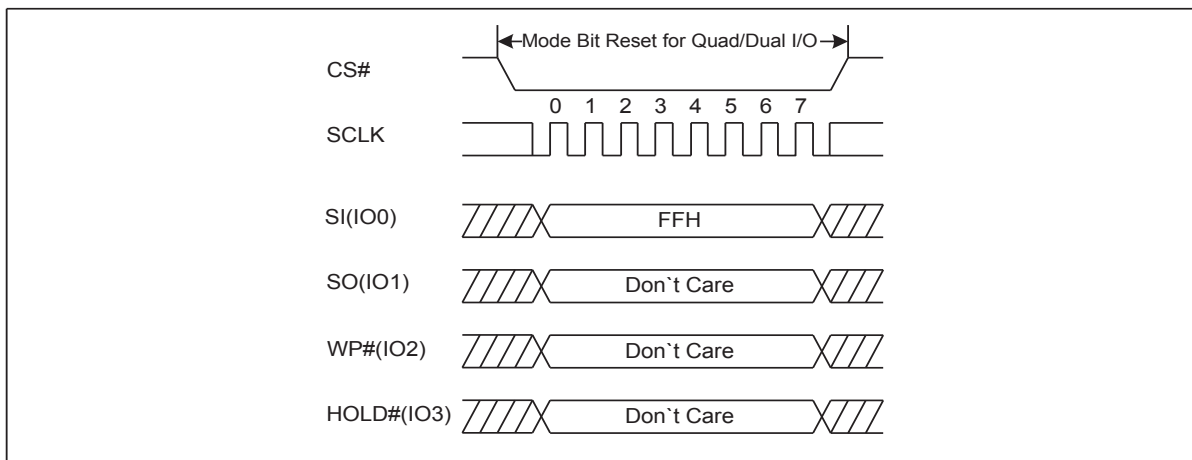 Mode Bit Reset for Quad/Dual I/O
CS#
0 1 2 3 4 5 6 7
SCLK
SI(IO0) FFH
SO(IO1) Don`t Care
WP#(IO2) Don`t Care
HOLD#(IO3) Don`t Care